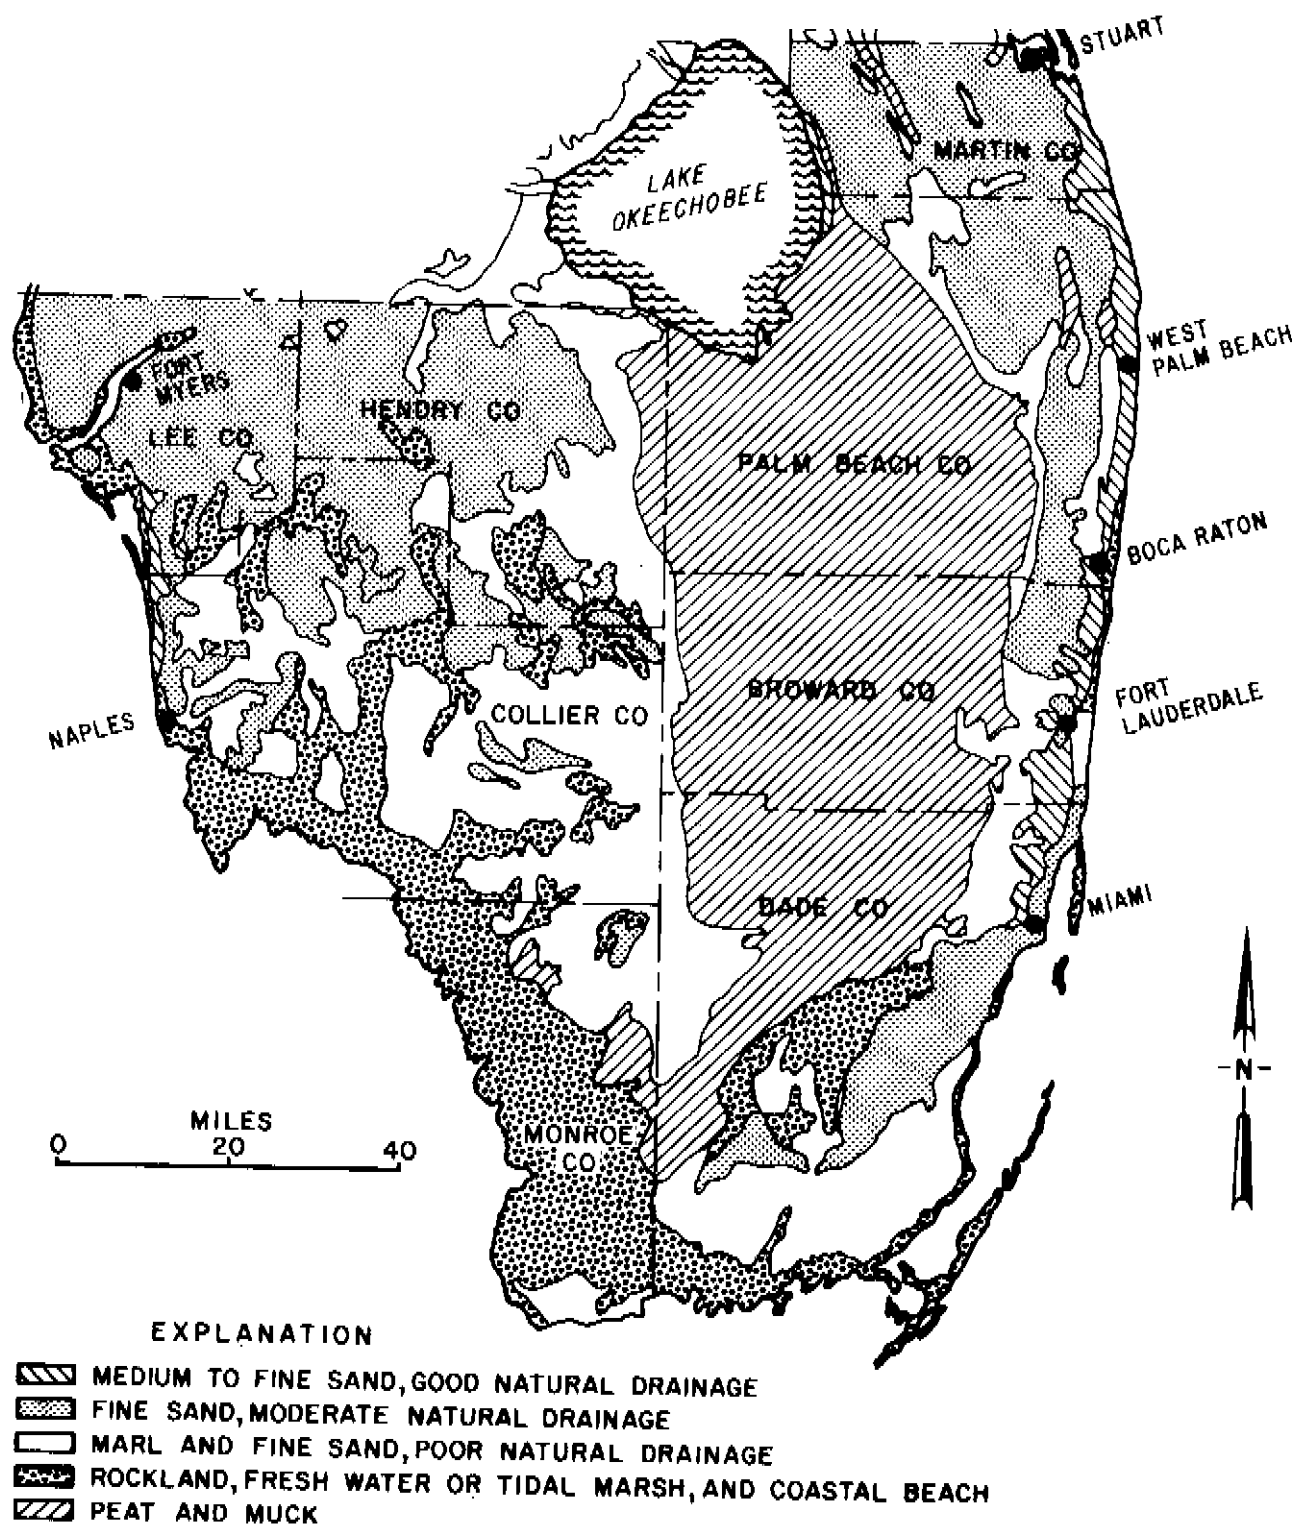 STUART
MARTIN CO
LAKE
OKEECHOBEE
WEST
PALM BEACH
FORT
MYERS
LEE CO
HENDRY CO
PALM BEACH CO
BOCA RATON
BROWARD CO
FORT
LAUDERDALE
NAPLES
COLLIER CO
DADE CO
MIAMI
N
MILES
0 20 40
MONROE
CO
EXPLANATION
MEDIUM TO FINE SAND, GOOD NATURAL DRAINAGE
FINE SAND, MODERATE NATURAL DRAINAGE
MARL AND FINE SAND, POOR NATURAL DRAINAGE
ROCKLAND, FRESH WATER OR TIDAL MARSH, AND COASTAL BEACH
PEAT AND MUCK